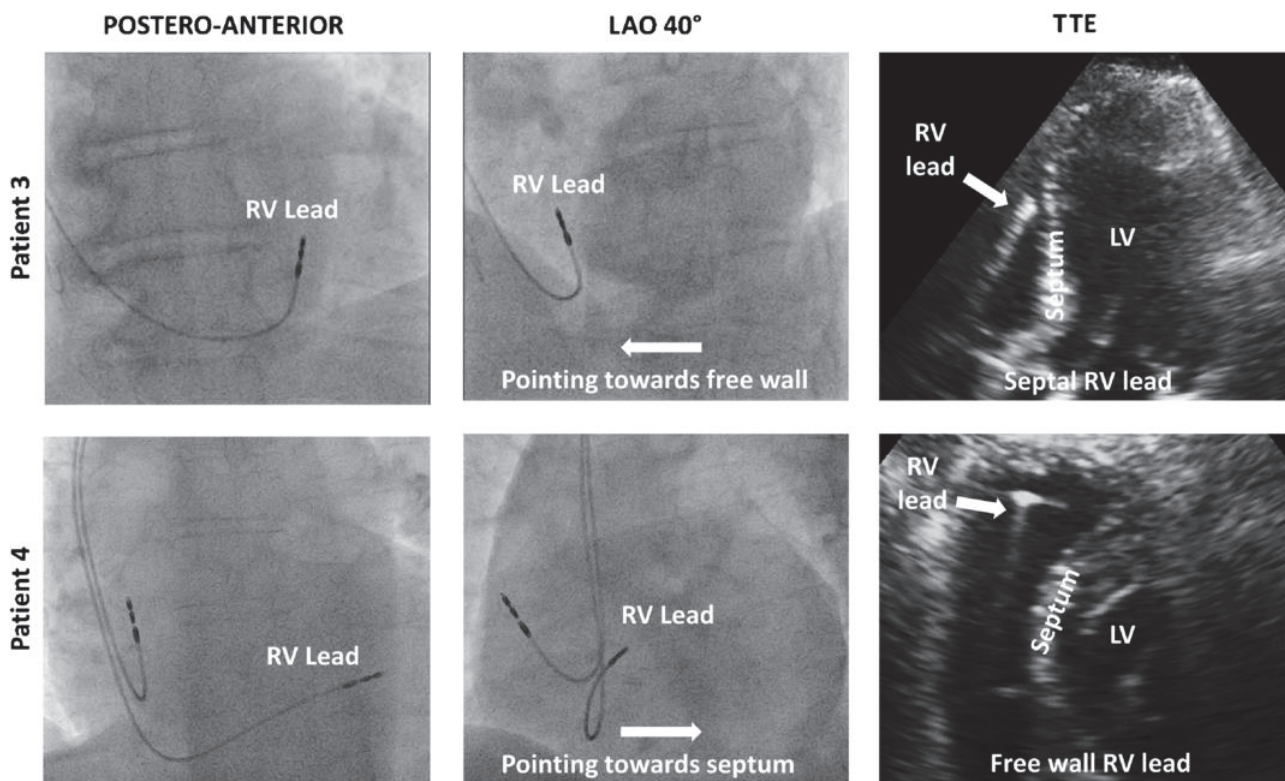 POSTERO-ANTERIOR
LAO 40°
TTE
Patient 3
RV Lead
RV Lead
Pointing towards free wall
RV
lead
Septum
LV
Septal RV lead
Patient 4
RV Lead
RV Lead
Pointing towards septum
RV
lead
Septum
LV
Free wall RV lead